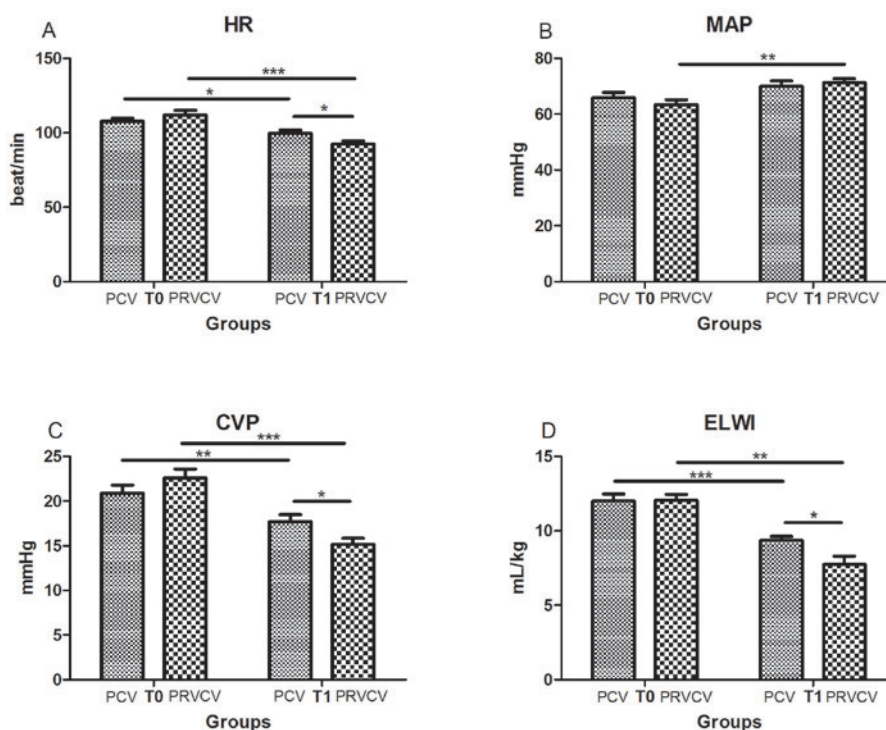 A
HR
beat/min
150
100
50
0
***
*
*
PCV T0 PRVCV
PCV T1 PRVCV
Groups
B
MAP
mmHg
80
60
40
20
0
**
PCV T0 PRVCV
PCV T1 PRVCV
Groups
C
CVP
mmHg
25
20
15
10
5
0
***
**
*
PCV T0 PRVCV
PCV T1 PRVCV
Groups
D
ELWI
mL/kg
15
10
5
0
**
***
*
PCV T0 PRVCV
PCV T1 PRVCV
Groups